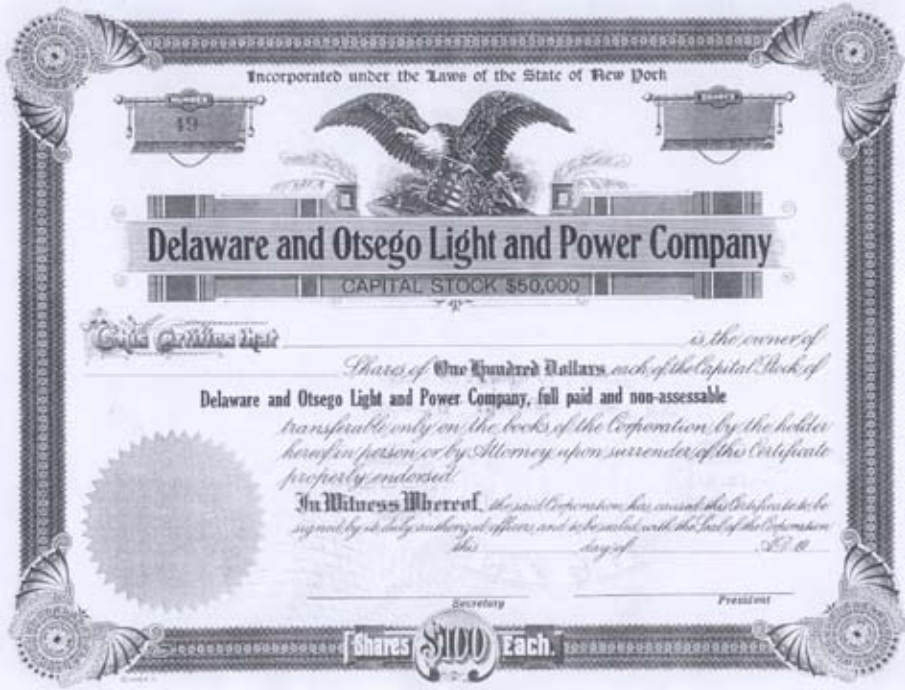 Incorporated under the Laws of the State of New York
NUMBER
49
SHARES
Delaware and Otsego Light and Power Company
CAPITAL STOCK $50,000
This Certifies that is the owner of
Shares of One Hundred Dollars each of the Capital Stock of
Delaware and Otsego Light and Power Company, full paid and non-assessable
transferable only on the books of the Corporation by the holder
hereof in person or by Attorney upon surrender of this Certificate
properly endorsed.
In Witness Whereof, the said Corporation has caused this Certificate to be
signed by its duly authorized officers and to be sealed with the Seal of the Corporation
this day of A.D. 19
Secretary President
Shares $100 Each.